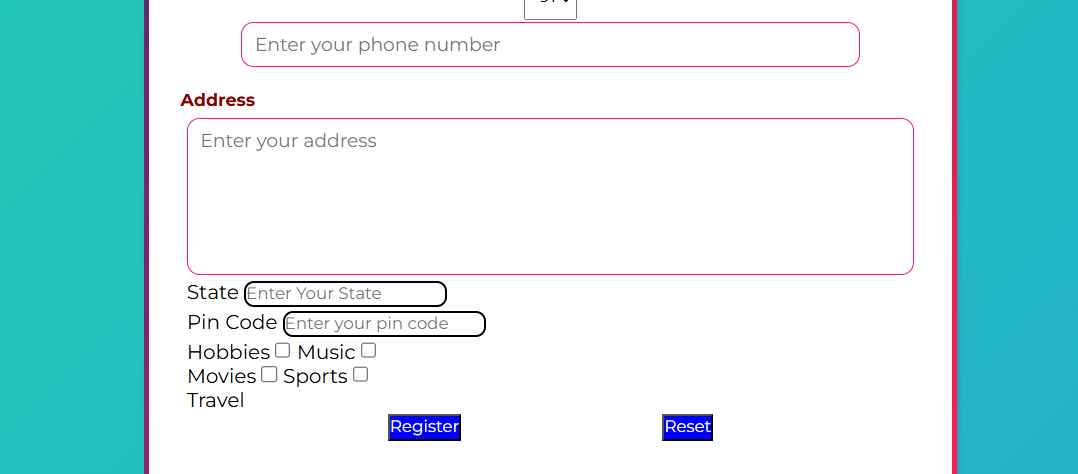 Enter your phone number
Address
Enter your address
State Enter Your State
Pin Code Enter your pin code
Hobbies Music
Movies Sports
Travel
Register Reset